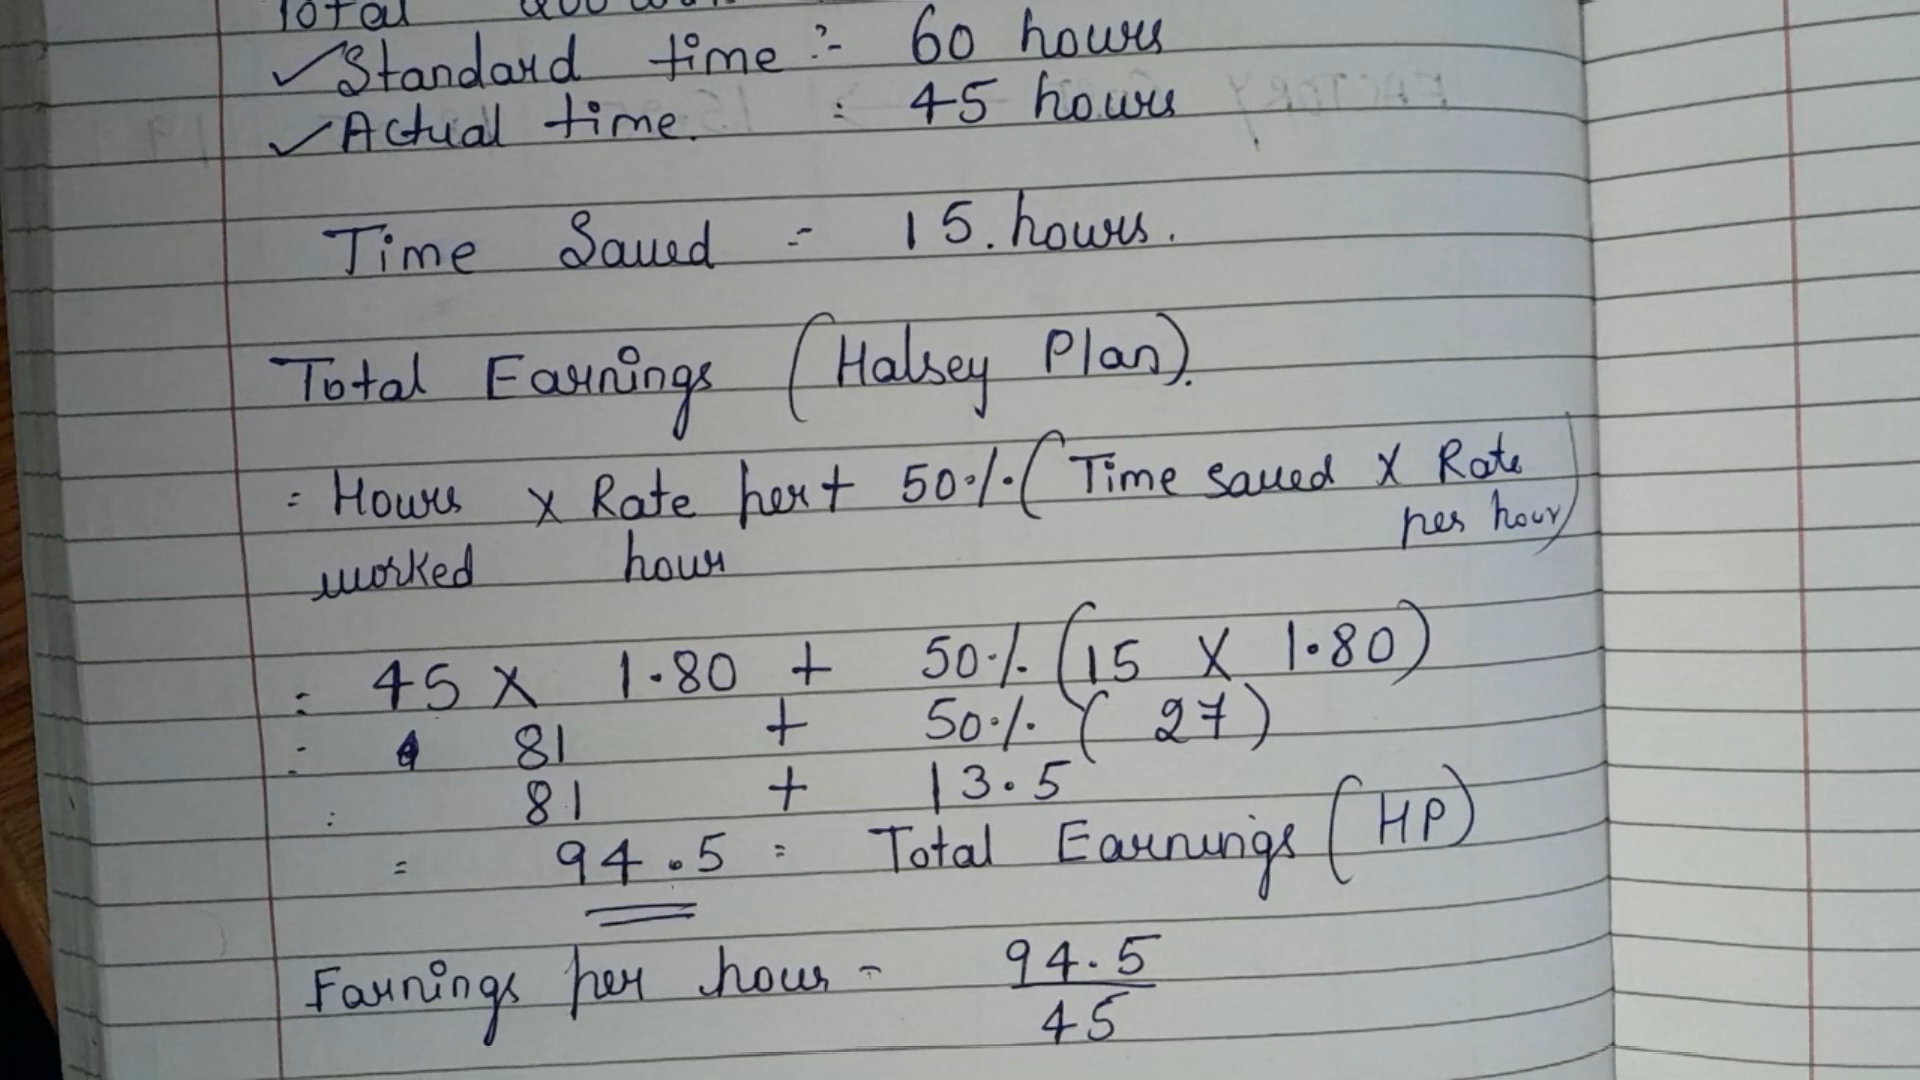 Total
✓Standard time :- 60 hours
✓Actual time. : 45 hours
Time Saved = 15. hours.
Total Earnings (Halsey Plan).
= Hours X Rate per + 50% (Time saved X Rate
worked hour per hour)
= 45 X 1.80 + 50% (15 X 1.80)
= 81 + 50% (27)
: 81 + 13.5
= 94.5 = Total Earnings (HP)
Earnings per hour = 94.5
45